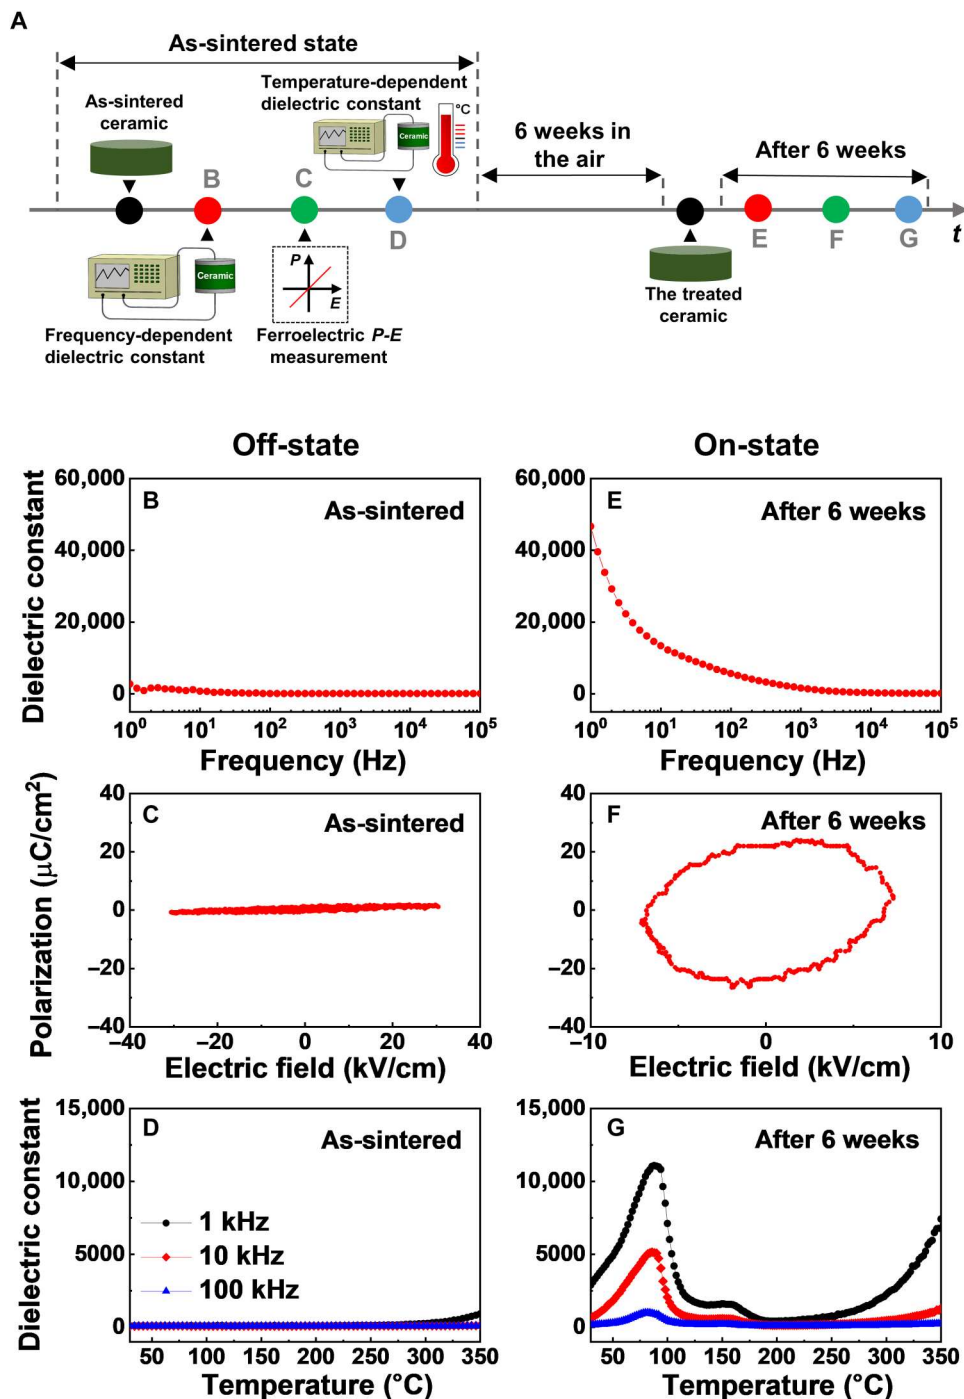 A
As-sintered state
As-sintered
ceramic
Temperature-dependent
dielectric constant
°C
Ceramic
6 weeks in
the air
After 6 weeks
B
C
D
E
F
G
t
Ceramic
P
E
Frequency-dependent
dielectric constant
Ferroelectric P-E
measurement
The treated
ceramic
Off-state
On-state
Dielectric constant
60,000
40,000
20,000
0
B
As-sintered
10⁰ 10¹ 10² 10³ 10⁴ 10⁵
Frequency (Hz)
60,000
40,000
20,000
0
E
After 6 weeks
10⁰ 10¹ 10² 10³ 10⁴ 10⁵
Frequency (Hz)
Polarization (μC/cm²)
40
20
0
−20
−40
C
As-sintered
−40 −20 0 20 40
Electric field (kV/cm)
40
20
0
−20
−40
F
After 6 weeks
−10 0 10
Electric field (kV/cm)
Dielectric constant
15,000
10,000
5000
0
D
As-sintered
1 kHz
10 kHz
100 kHz
50 100 150 200 250 300 350
Temperature (°C)
15,000
10,000
5000
0
G
After 6 weeks
50 100 150 200 250 300 350
Temperature (°C)